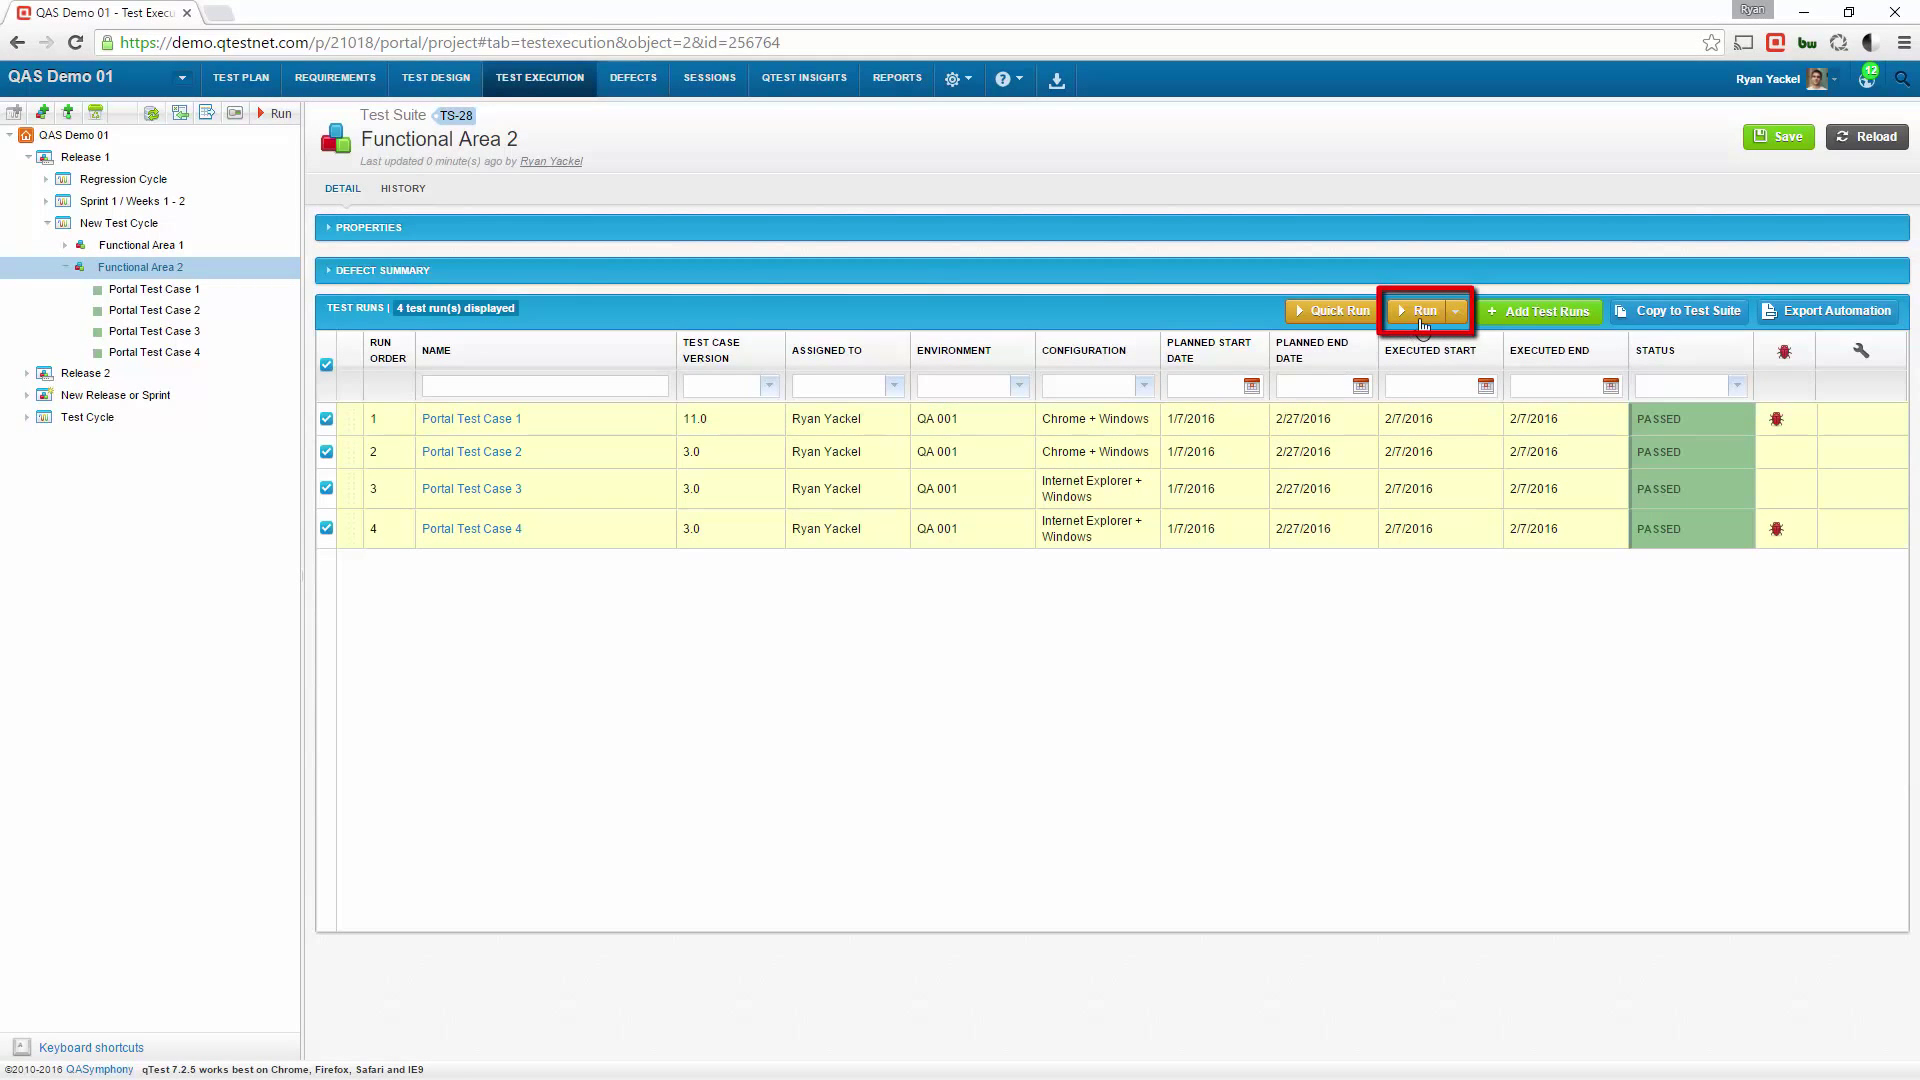 QAS Demo 01 - Test Execu
Ryan
https://demo.qtestnet.com/p/21018/portal/project#tab=testexecution&object=2&id=256764
bw
QAS Demo 01
TEST PLAN
REQUIREMENTS
TEST DESIGN
TEST EXECUTION
DEFECTS
SESSIONS
QTEST INSIGHTS
REPORTS
Ryan Yackel
12
Run
QAS Demo 01
Release 1
Regression Cycle
Sprint 1 / Weeks 1 - 2
New Test Cycle
Functional Area 1
Functional Area 2
Portal Test Case 1
Portal Test Case 2
Portal Test Case 3
Portal Test Case 4
Release 2
New Release or Sprint
Test Cycle
Test Suite TS-28
Functional Area 2
Last updated 0 minute(s) ago by Ryan Yackel
Save
Reload
DETAIL
HISTORY
PROPERTIES
DEFECT SUMMARY
TEST RUNS | 4 test run(s) displayed
Quick Run
Run
Add Test Runs
Copy to Test Suite
Export Automation
RUN ORDER NAME TEST CASE VERSION ASSIGNED TO ENVIRONMENT CONFIGURATION PLANNED START DATE PLANNED END DATE EXECUTED START EXECUTED END STATUS
1 Portal Test Case 1 11.0 Ryan Yackel QA 001 Chrome + Windows 1/7/2016 2/27/2016 2/7/2016 2/7/2016 PASSED
2 Portal Test Case 2 3.0 Ryan Yackel QA 001 Chrome + Windows 1/7/2016 2/27/2016 2/7/2016 2/7/2016 PASSED
3 Portal Test Case 3 3.0 Ryan Yackel QA 001 Internet Explorer + Windows 1/7/2016 2/27/2016 2/7/2016 2/7/2016 PASSED
4 Portal Test Case 4 3.0 Ryan Yackel QA 001 Internet Explorer + Windows 1/7/2016 2/27/2016 2/7/2016 2/7/2016 PASSED
Keyboard shortcuts
©2010-2016 QASymphony qTest 7.2.5 works best on Chrome, Firefox, Safari and IE9